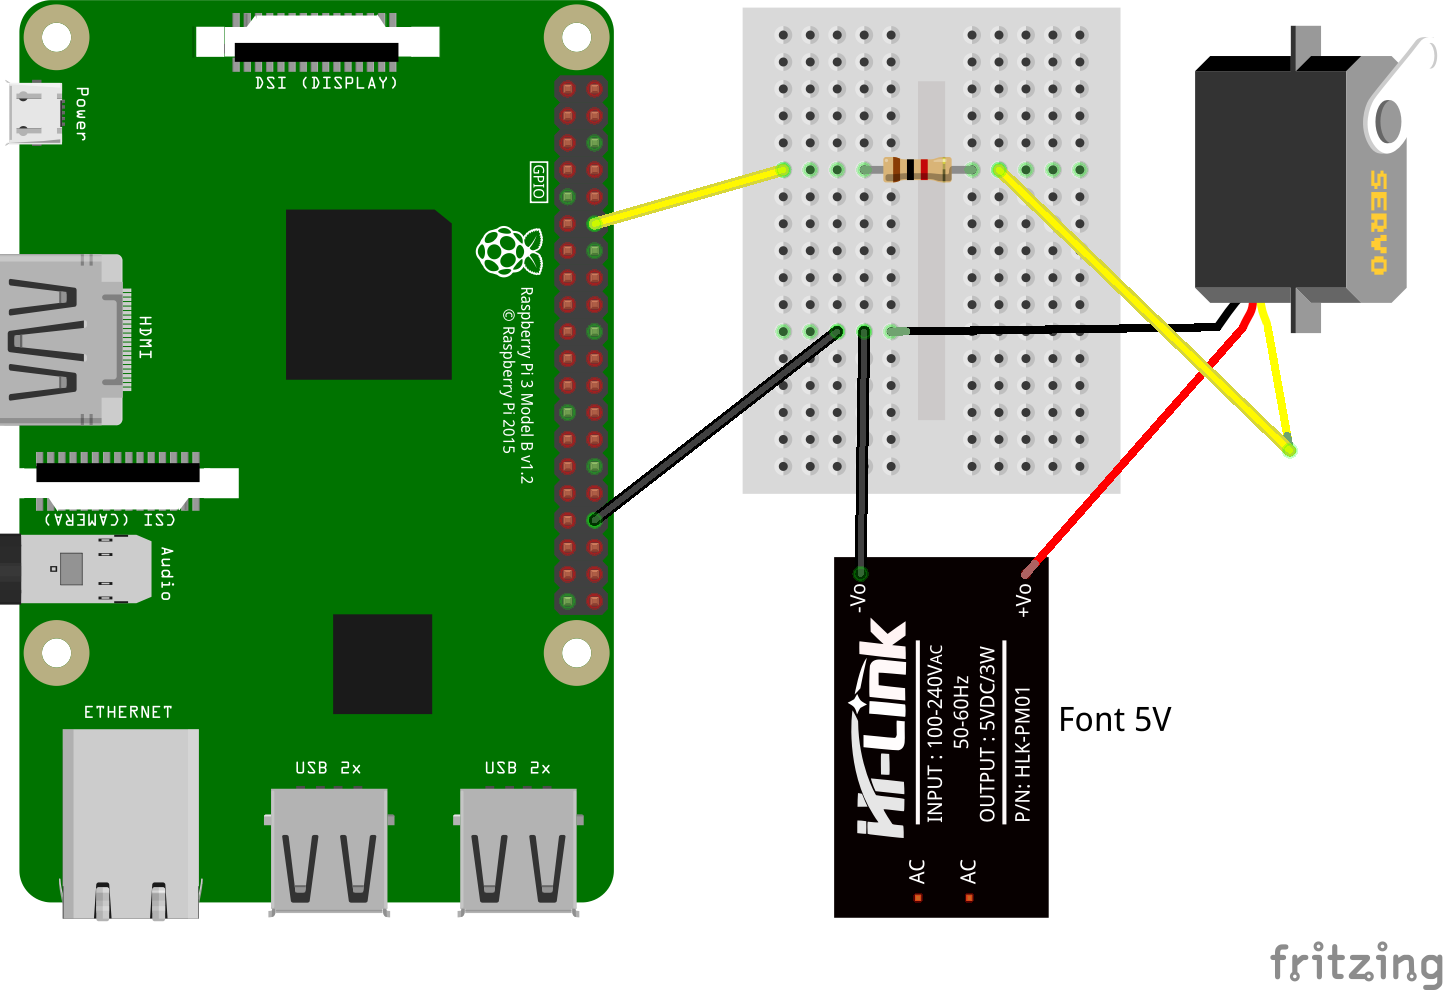 DSI (DISPLAY)
Power
GPIO
SERVO
HDMI
Raspberry Pi 3 Model B v1.2
© Raspberry Pi 2015
CSI (CAMERA)
Audio
-Vo
+Vo
Hi-Link
INPUT : 100-240VAC
50-60Hz
OUTPUT : 5VDC/3W
P/N: HLK-PM01
Font 5V
ETHERNET
USB 2x
USB 2x
AC
AC
fritzing